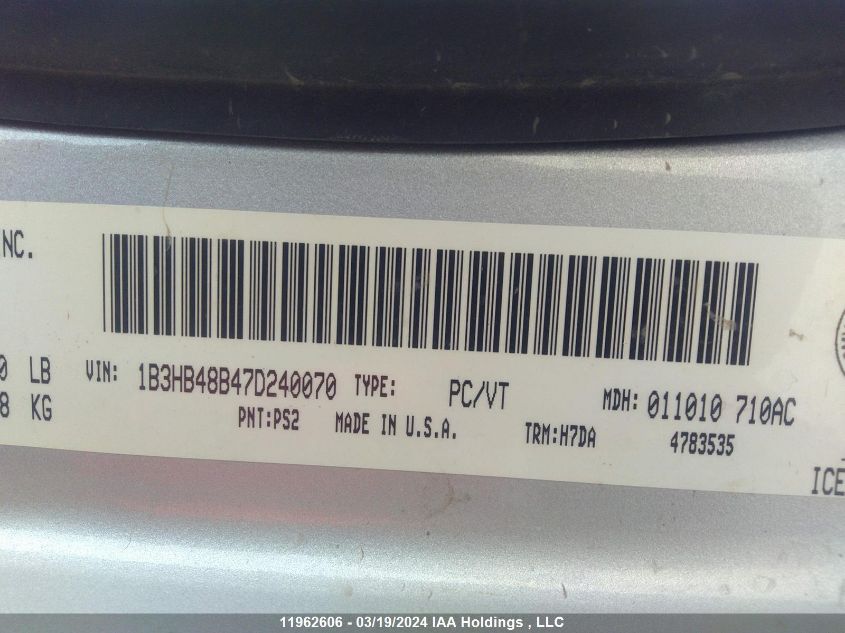 NC.
0 LB VIN: 1B3HB48B47D240070 TYPE: PC/VT MDH: 011010 710AC
8 KG PNT:PS2 MADE IN U.S.A. TRM:H7DA 4783535
ICE
11962606 - 03/19/2024 IAA Holdings , LLC